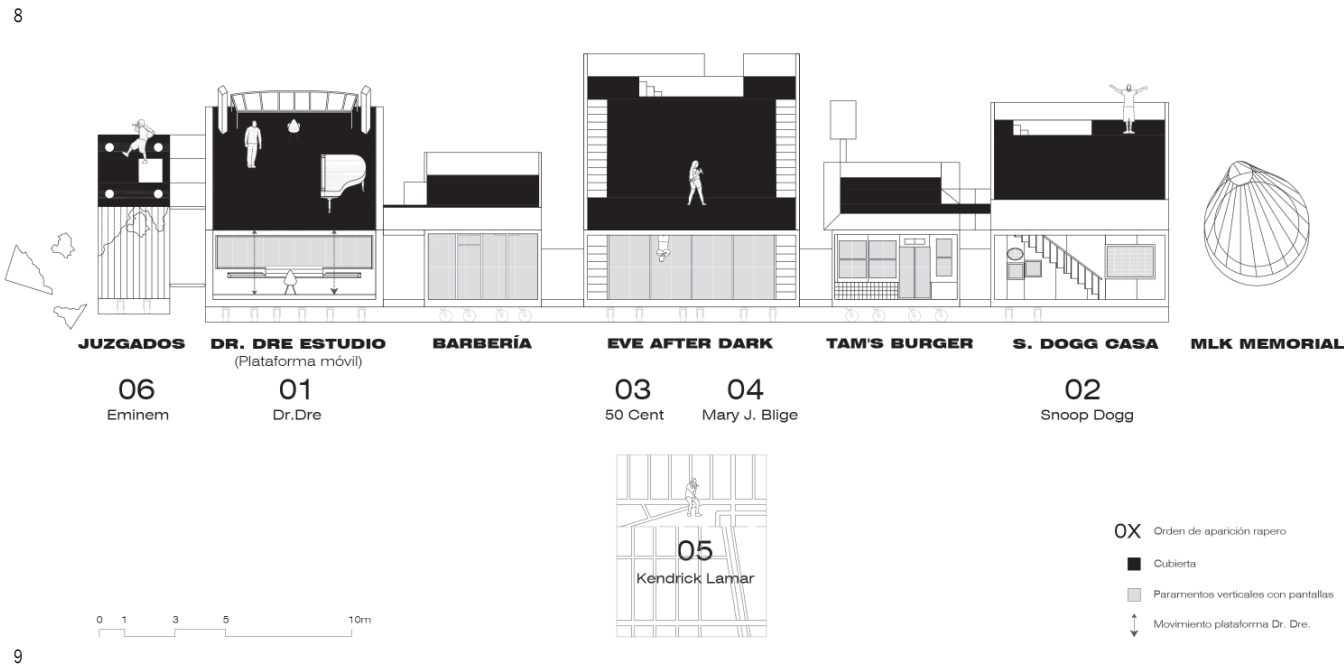 8
JUZGADOS
DR. DRE ESTUDIO
(Plataforma móvil)
BARBERÍA
EVE AFTER DARK
TAM'S BURGER
S. DOGG CASA
MLK MEMORIAL
06
Eminem
01
Dr.Dre
03
50 Cent
04
Mary J. Blige
02
Snoop Dogg
05
Kendrick Lamar
0X Orden de aparición rapero
Cubierta
Paramentos verticales con pantallas
Movimiento plataforma Dr. Dre.
0 1 3 5 10m
9